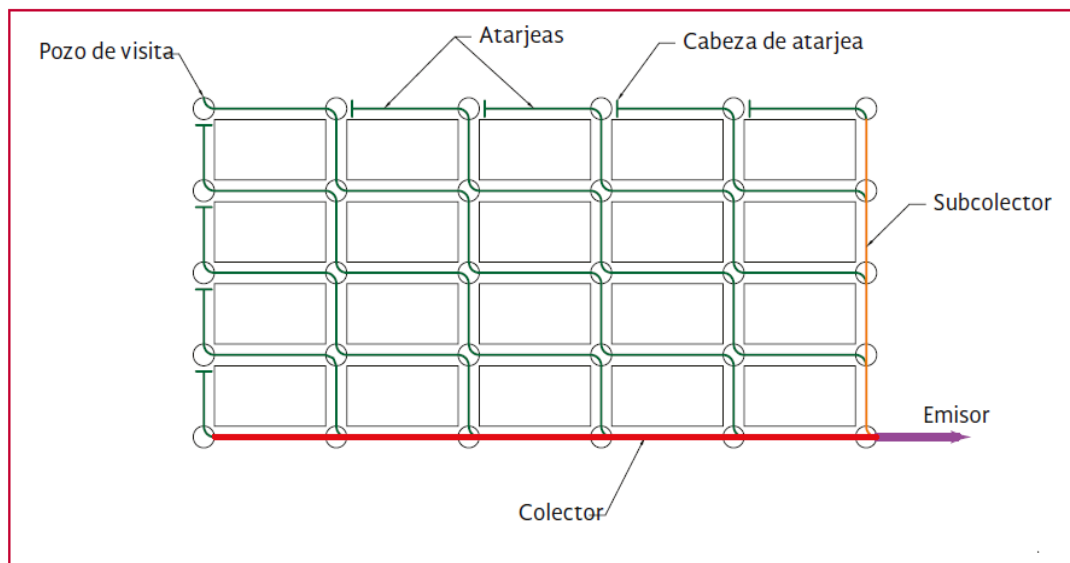 Pozo de visita
Atarjeas
Cabeza de atarjea
Subcolector
Emisor
Colector